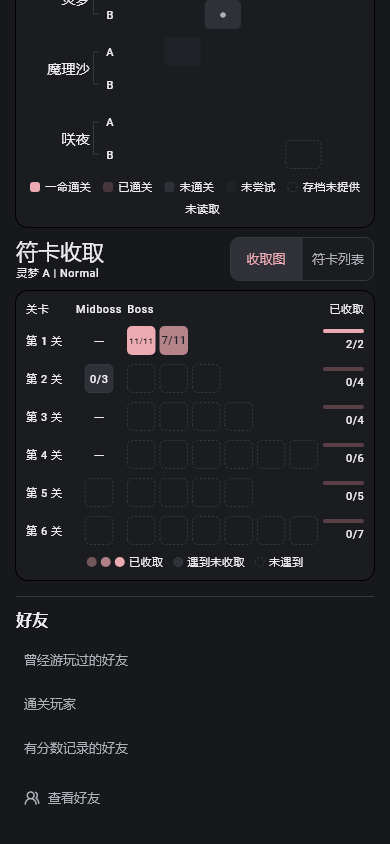 灵梦
B
A
魔理沙
B
A
咲夜
B
一命通关 已通关 未通关 未尝试 存档未提供
未读取
符卡收取
灵梦 A | Normal
收取图 符卡列表
关卡 Midboss Boss 已收取
第 1 关 — 11/11 7/11 2/2
第 2 关 0/3 0/4
第 3 关 — 0/4
第 4 关 — 0/6
第 5 关 0/5
第 6 关 0/7
已收取 遇到未收取 未遇到
好友
曾经游玩过的好友
通关玩家
有分数记录的好友
查看好友